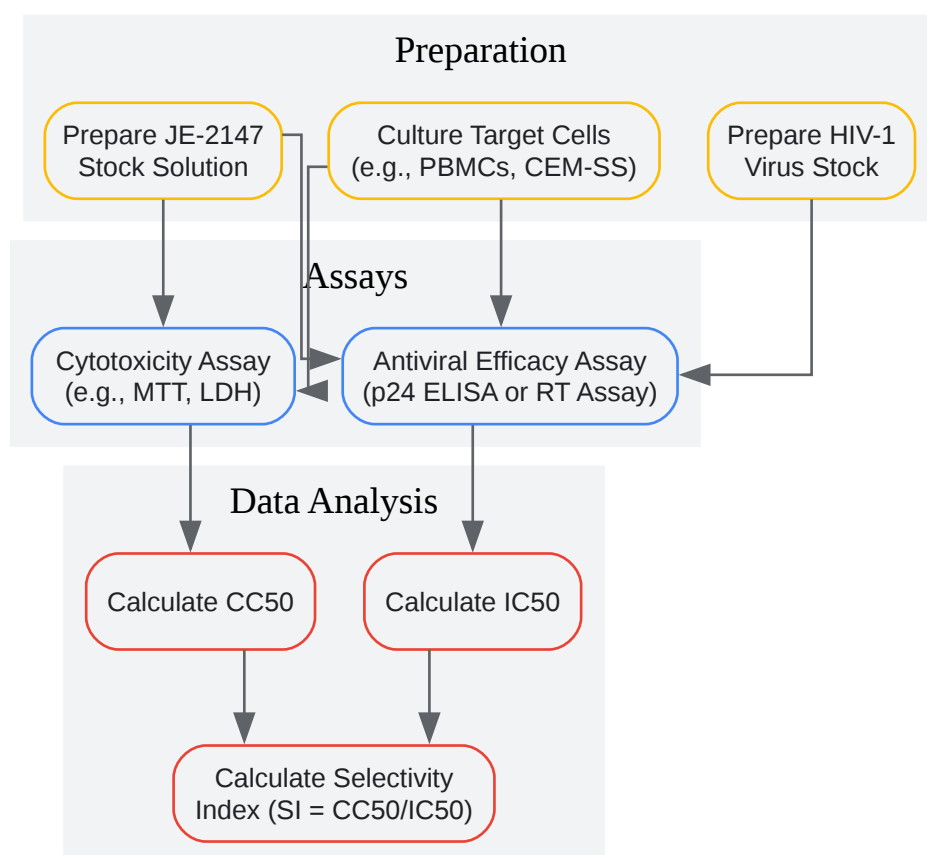 Preparation
Prepare JE-2147
Stock Solution
Culture Target Cells
(e.g., PBMCs, CEM-SS)
Prepare HIV-1
Virus Stock
Assays
Cytotoxicity Assay
(e.g., MTT, LDH)
Antiviral Efficacy Assay
(p24 ELISA or RT Assay)
Data Analysis
Calculate CC50
Calculate IC50
Calculate Selectivity
Index (SI = CC50/IC50)